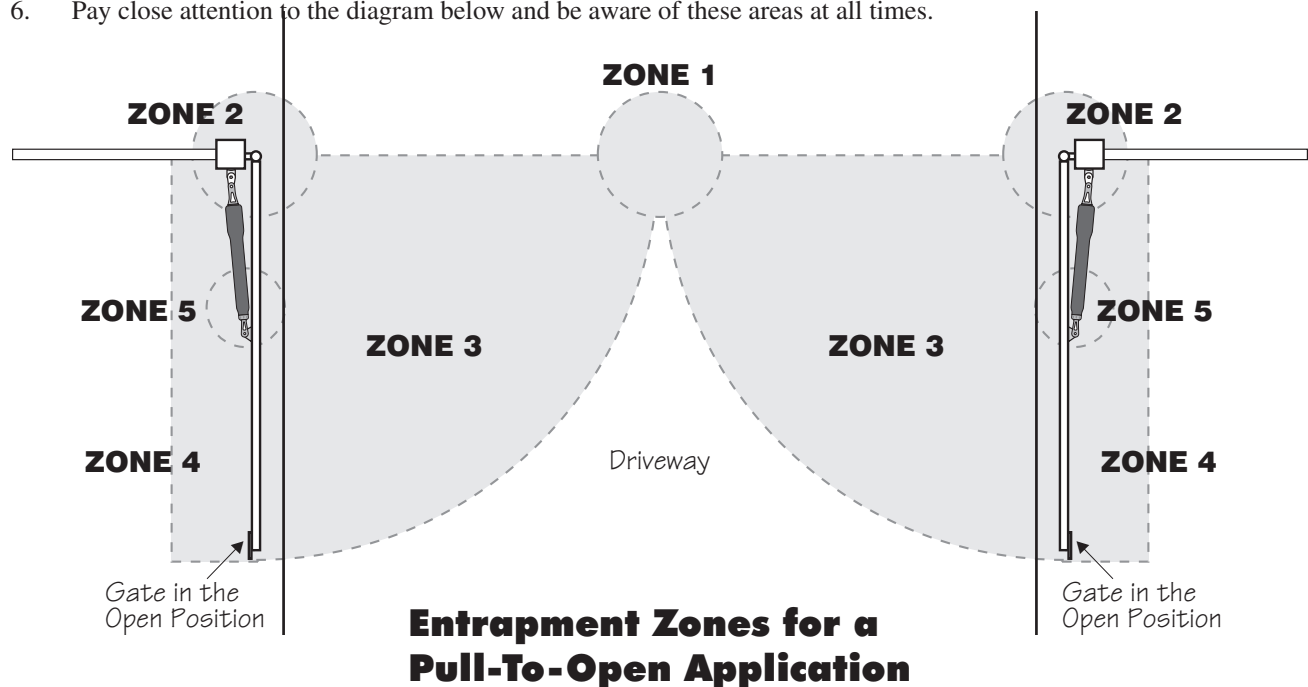 6. Pay close attention to the diagram below and be aware of these areas at all times.
ZONE 1
ZONE 2
ZONE 2
ZONE 5
ZONE 5
ZONE 3
ZONE 3
ZONE 4
Driveway
ZONE 4
Gate in the
Open Position
Gate in the
Open Position
Entrapment Zones for a
Pull-To-Open Application